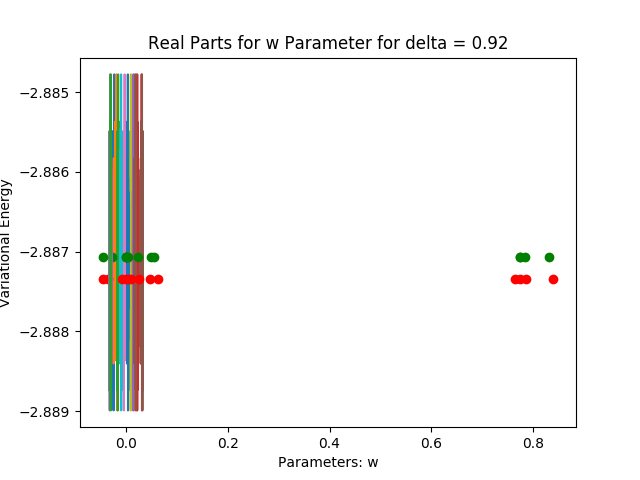 Real Parts for w Parameter for delta = 0.92
Variational Energy
−2.885
−2.886
−2.887
−2.888
−2.889
0.0 0.2 0.4 0.6 0.8
Parameters: w